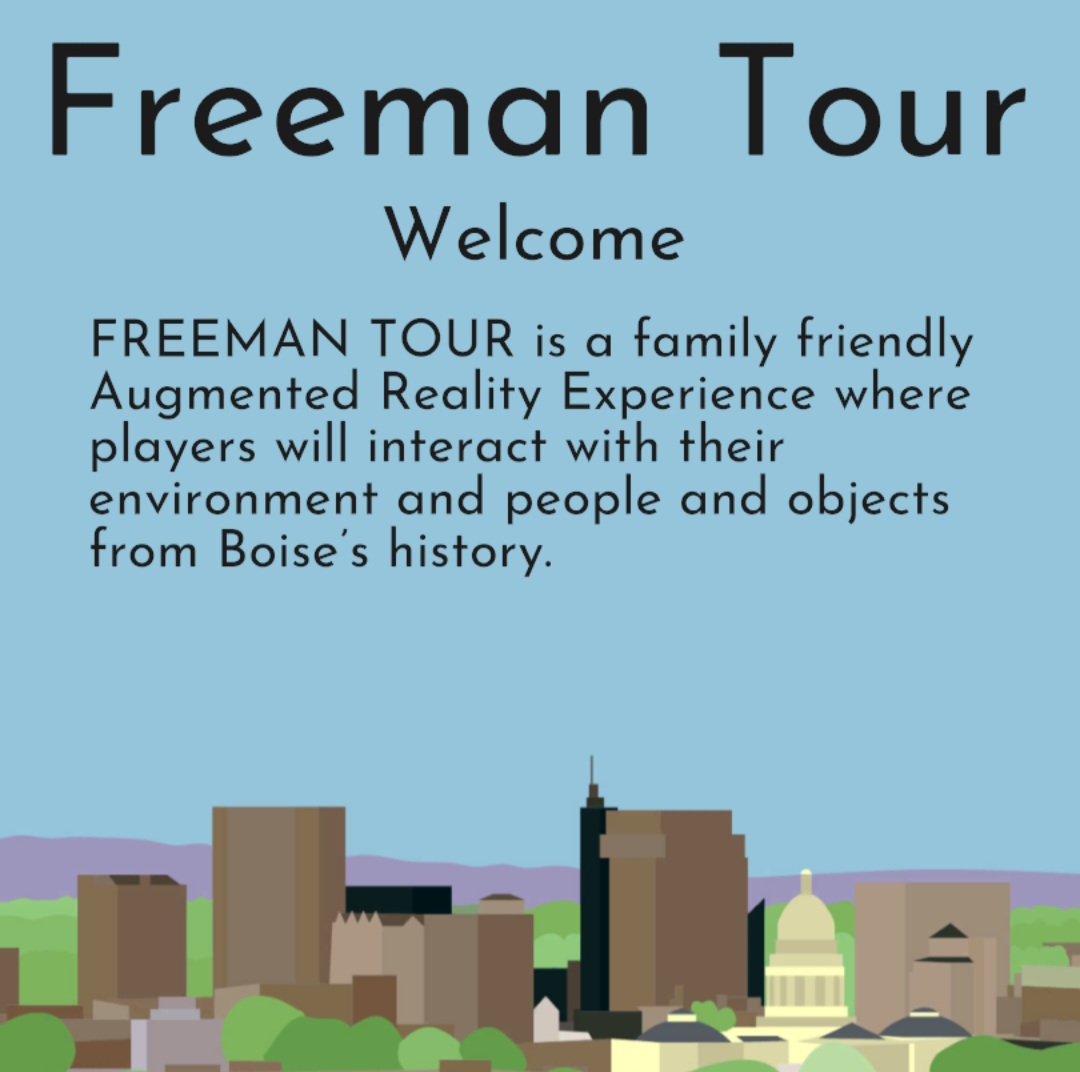 Freeman Tour
Welcome
FREEMAN TOUR is a family friendly
Augmented Reality Experience where
players will interact with their
environment and people and objects
from Boise's history.